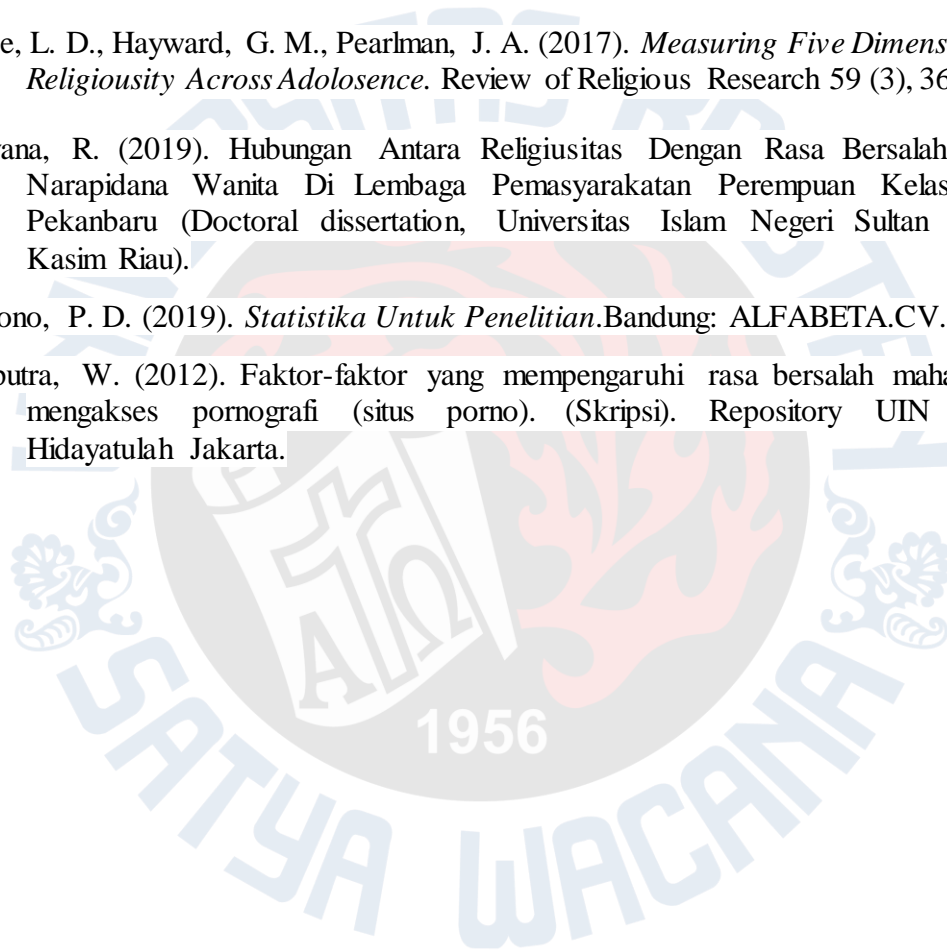 e, L. D., Hayward, G. M., Pearlman, J. A. (2017). Measuring Five Dimens
Religiousity Across Adolosence. Review of Religious Research 59 (3), 36
ana, R. (2019). Hubungan Antara Religiusitas Dengan Rasa Bersalah
Narapidana Wanita Di Lembaga Pemasyarakatan Perempuan Kelas
Pekanbaru (Doctoral dissertation, Universitas Islam Negeri Sultan
Kasim Riau).
ono, P. D. (2019). Statistika Untuk Penelitian.Bandung: ALFABETA.CV.
putra, W. (2012). Faktor-faktor yang mempengaruhi rasa bersalah maha
mengakses pornografi (situs porno). (Skripsi). Repository UIN
Hidayatulah Jakarta.
ΑΩ
1956
SATYA WACANA